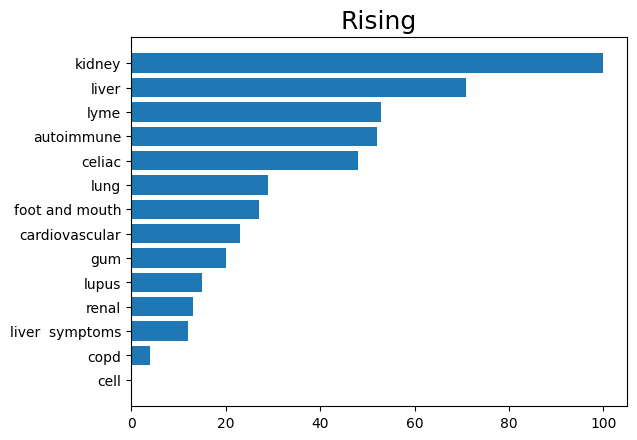 Rising
kidney
liver
lyme
autoimmune
celiac
lung
foot and mouth
cardiovascular
gum
lupus
renal
liver  symptoms
copd
cell
0 20 40 60 80 100